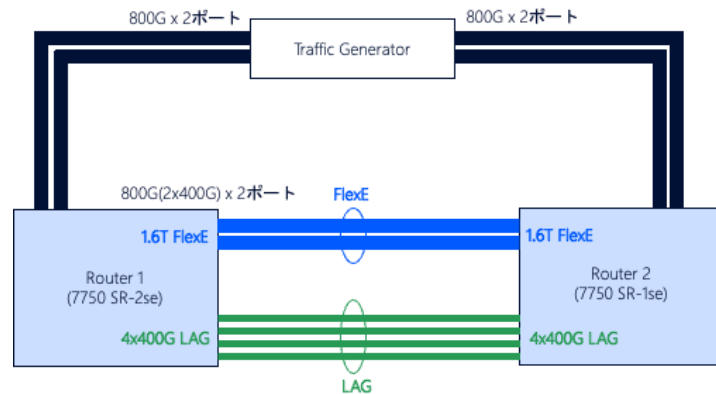 800G x 2ポート
800G x 2ポート
Traffic Generator
800G(2x400G) x 2ポート
FlexE
1.6T FlexE
1.6T FlexE
Router 1
(7750 SR-2se)
Router 2
(7750 SR-1se)
4x400G LAG
4x400G LAG
LAG